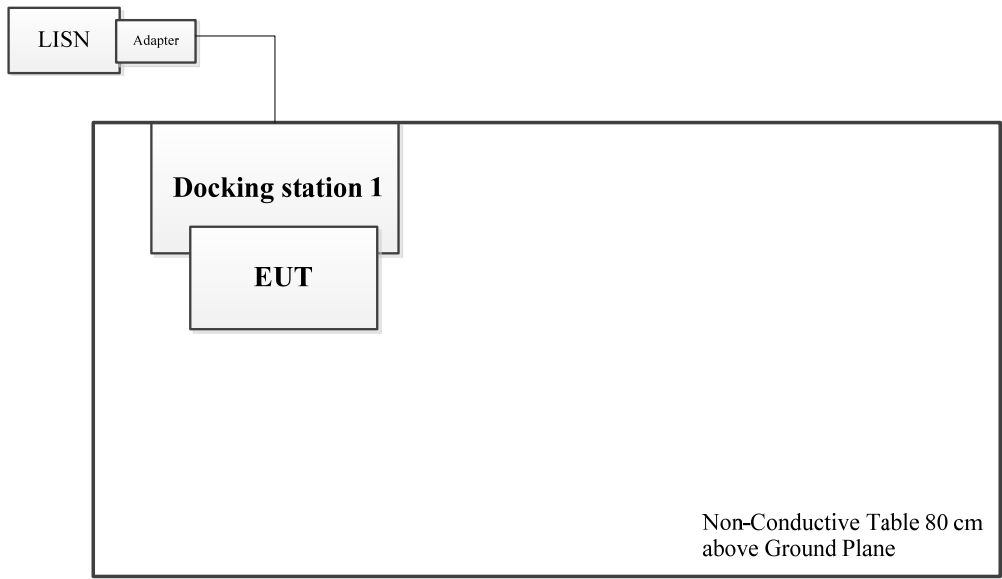 LISN
Adapter
Docking station 1
EUT
Non-Conductive Table 80 cm
above Ground Plane